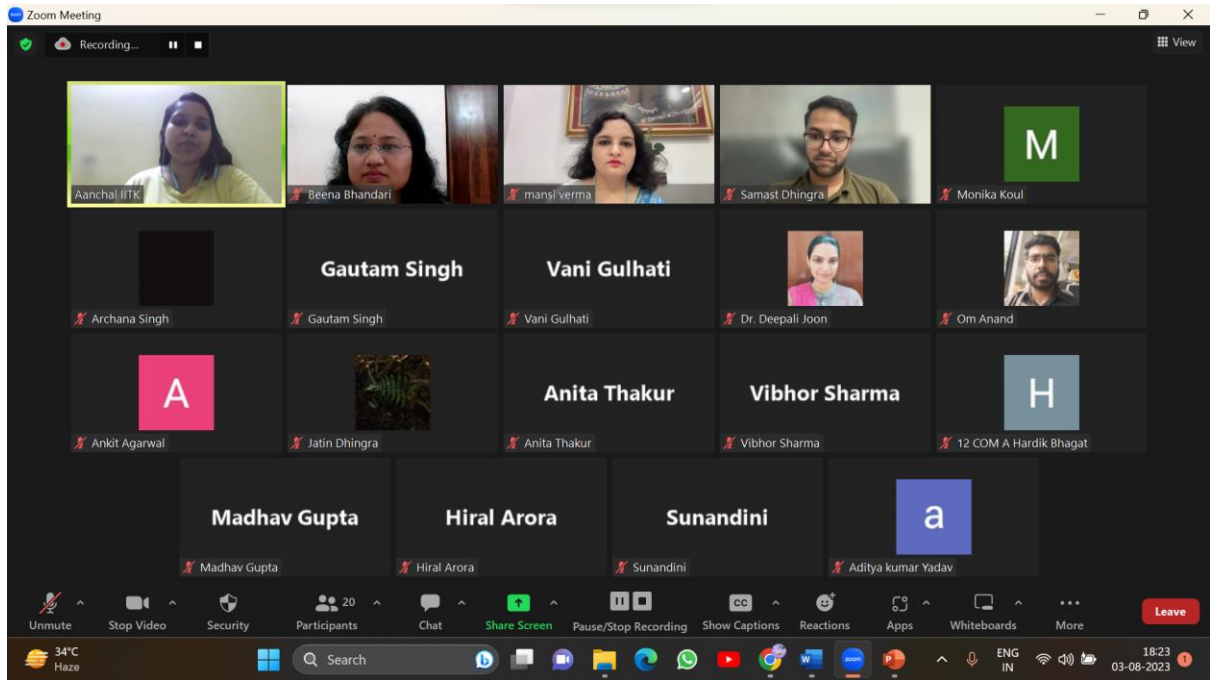 Zoom Meeting
Recording...
View
Aanchal IITK
Beena Bhandari
mansi verma
Samast Dhingra
M
Monika Koul
Archana Singh
Gautam Singh
Gautam Singh
Vani Gulhati
Vani Gulhati
Dr. Deepali Joon
Om Anand
A
Ankit Agarwal
Jatin Dhingra
Anita Thakur
Anita Thakur
Vibhor Sharma
Vibhor Sharma
H
12 COM A Hardik Bhagat
Madhav Gupta
Madhav Gupta
Hiral Arora
Hiral Arora
Sunandini
Sunandini
a
Aditya kumar Yadav
Unmute
Stop Video
Security
20
Participants
Chat
Share Screen
Pause/Stop Recording
CC
Show Captions
Reactions
Apps
Whiteboards
More
Leave
34°C
Haze
Search
b
W
zoom
P
ENG
IN
18:23
03-08-2023
1